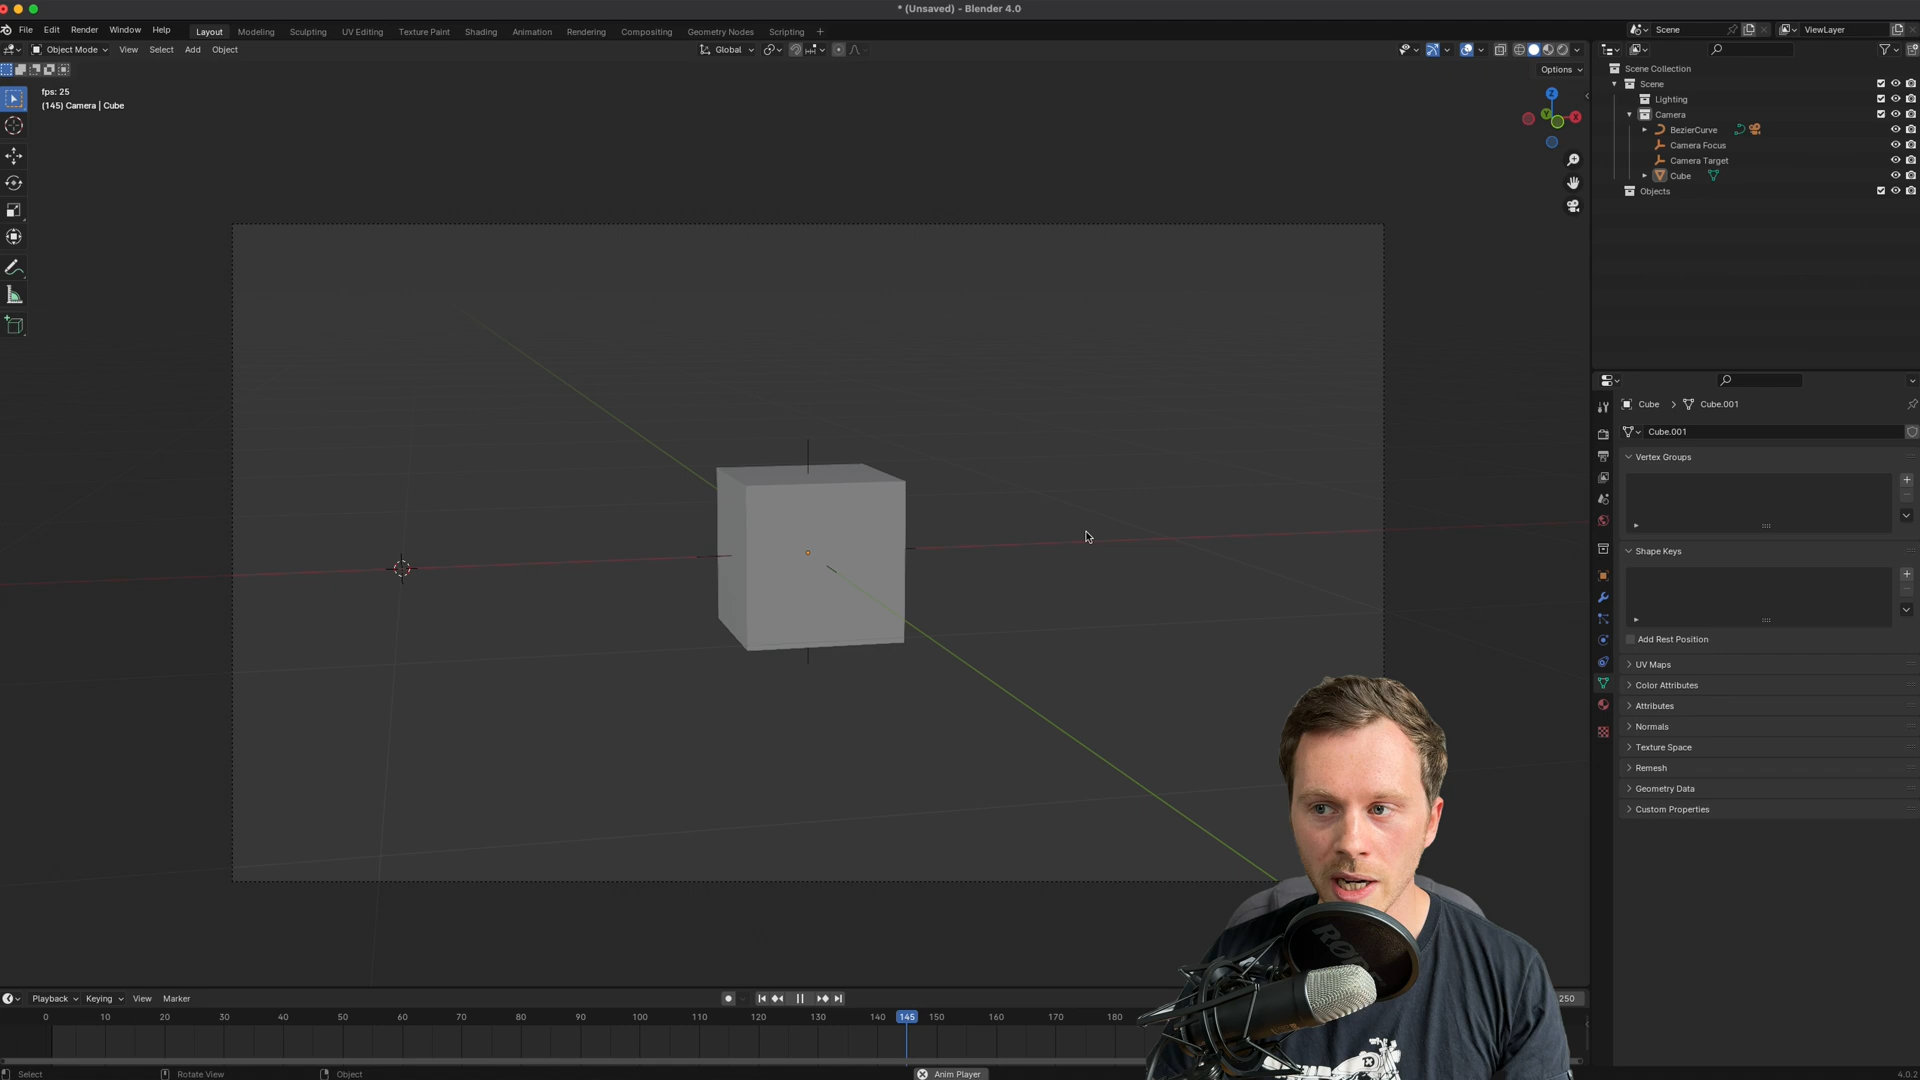 * (Unsaved) - Blender 4.0
File Edit Render Window Help Layout Modeling Sculpting UV Editing Texture Paint Shading Animation Rendering Compositing Geometry Nodes Scripting +
Scene
ViewLayer
Object Mode View Select Add Object
Global
Options
fps: 25
(145) Camera | Cube
Z
Y
X
Scene Collection
Scene
Lighting
Camera
BezierCurve
Camera Focus
Camera Target
Cube
Objects
Cube > Cube.001
Cube.001
Vertex Groups
Shape Keys
Add Rest Position
UV Maps
Color Attributes
Attributes
Normals
Texture Space
Remesh
Geometry Data
Custom Properties
RØDE
Playback Keying View Marker
250
0 10 20 30 40 50 60 70 80 90 100 110 120 130 140 145 150 160 170 180
Select Rotate View Object Anim Player
4.0.2